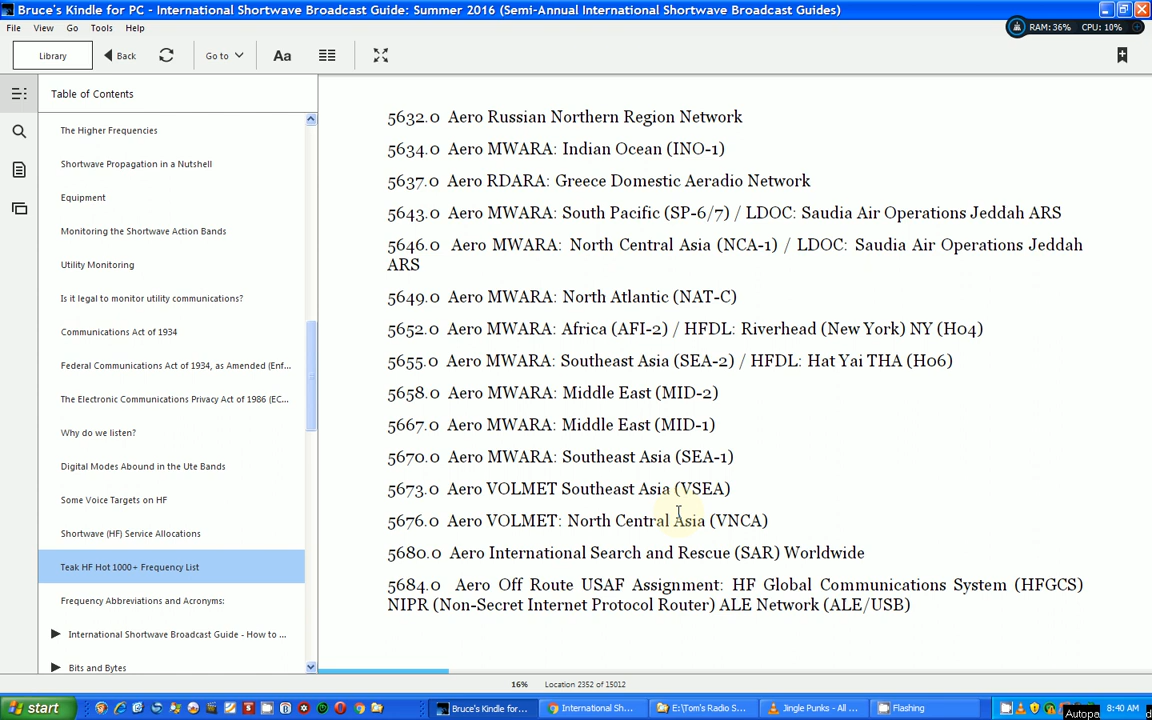 Bruce's Kindle for PC - International Shortwave Broadcast Guide: Summer 2016 (Semi-Annual International Shortwave Broadcast Guides)
File View Go Tools Help
RAM: 36% CPU: 10%
Library Back Go to Aa
Table of Contents
The Higher Frequencies
Shortwave Propagation in a Nutshell
Equipment
Monitoring the Shortwave Action Bands
Utility Monitoring
Is it legal to monitor utility communications?
Communications Act of 1934
Federal Communications Act of 1934, as Amended (Enf...
The Electronic Communications Privacy Act of 1986 (EC...
Why do we listen?
Digital Modes Abound in the Ute Bands
Some Voice Targets on HF
Shortwave (HF) Service Allocations
Teak HF Hot 1000+ Frequency List
Frequency Abbreviations and Acronyms:
International Shortwave Broadcast Guide - How to ...
Bits and Bytes
5632.0 Aero Russian Northern Region Network
5634.0 Aero MWARA: Indian Ocean (INO-1)
5637.0 Aero RDARA: Greece Domestic Aeradio Network
5643.0 Aero MWARA: South Pacific (SP-6/7) / LDOC: Saudia Air Operations Jeddah ARS
5646.0 Aero MWARA: North Central Asia (NCA-1) / LDOC: Saudia Air Operations Jeddah
ARS
5649.0 Aero MWARA: North Atlantic (NAT-C)
5652.0 Aero MWARA: Africa (AFI-2) / HFDL: Riverhead (New York) NY (H04)
5655.0 Aero MWARA: Southeast Asia (SEA-2) / HFDL: Hat Yai THA (H06)
5658.0 Aero MWARA: Middle East (MID-2)
5667.0 Aero MWARA: Middle East (MID-1)
5670.0 Aero MWARA: Southeast Asia (SEA-1)
5673.0 Aero VOLMET Southeast Asia (VSEA)
5676.0 Aero VOLMET: North Central Asia (VNCA)
5680.0 Aero International Search and Rescue (SAR) Worldwide
5684.0 Aero Off Route USAF Assignment: HF Global Communications System (HFGCS)
NIPR (Non-Secret Internet Protocol Router) ALE Network (ALE/USB)
16% Location 2352 of 15012
start Bruce's Kindle for... International Sh... E:\Tom's Radio S... Jingle Punks - All ... Flashing 8:40 AM
Autopa